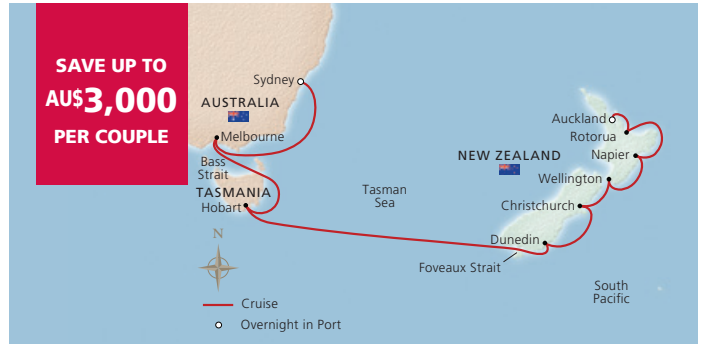 SAVE UP TO
AU$3,000
PER COUPLE
Sydney
AUSTRALIA
Melbourne
Bass
Strait
TASMANIA
Hobart
Tasman
Sea
NEW ZEALAND
Auckland
Rotorua
Napier
Wellington
Christchurch
Dunedin
Foveaux Strait
South
Pacific
N
Cruise
Overnight in Port